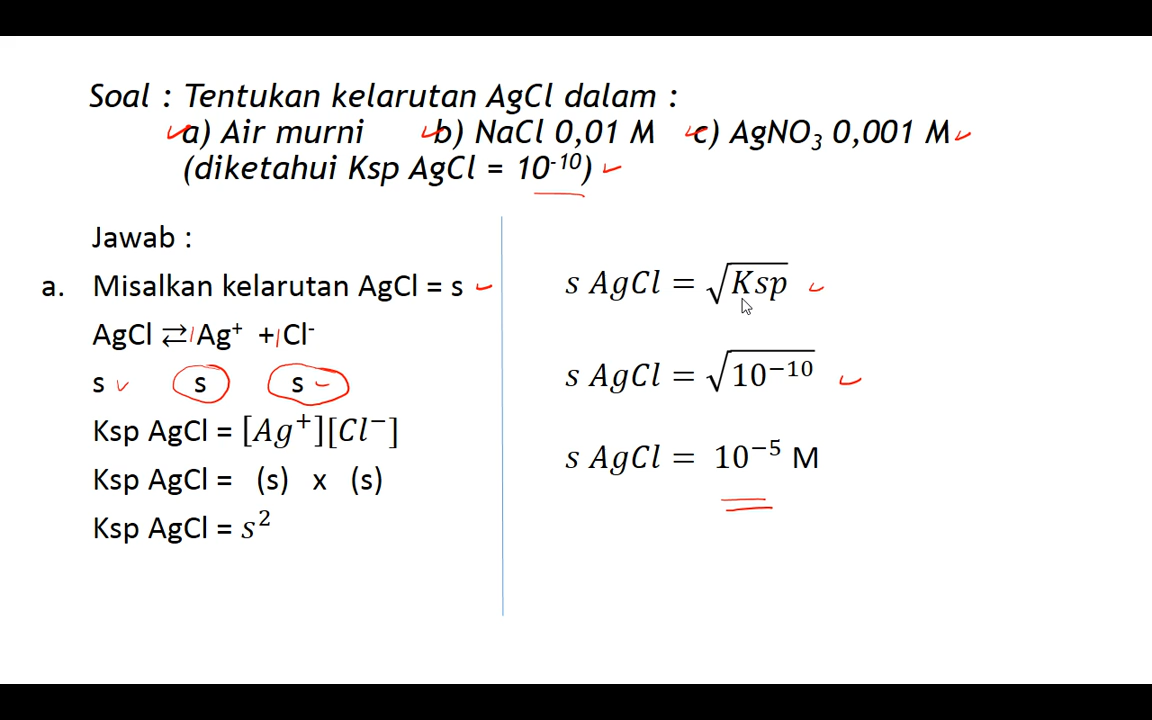 Soal : Tentukan kelarutan AgCl dalam :
a) Air murni b) NaCl 0,01 M c) AgNO₃ 0,001 M
(diketahui Ksp AgCl = 10⁻¹⁰)
Jawab :
a. Misalkan kelarutan AgCl = s
AgCl ⇄ Ag⁺ + Cl⁻
s s s
Ksp AgCl = [Ag⁺][Cl⁻]
Ksp AgCl = (s) x (s)
Ksp AgCl = s²
s AgCl = √Ksp
s AgCl = √10⁻¹⁰
s AgCl = 10⁻⁵ M